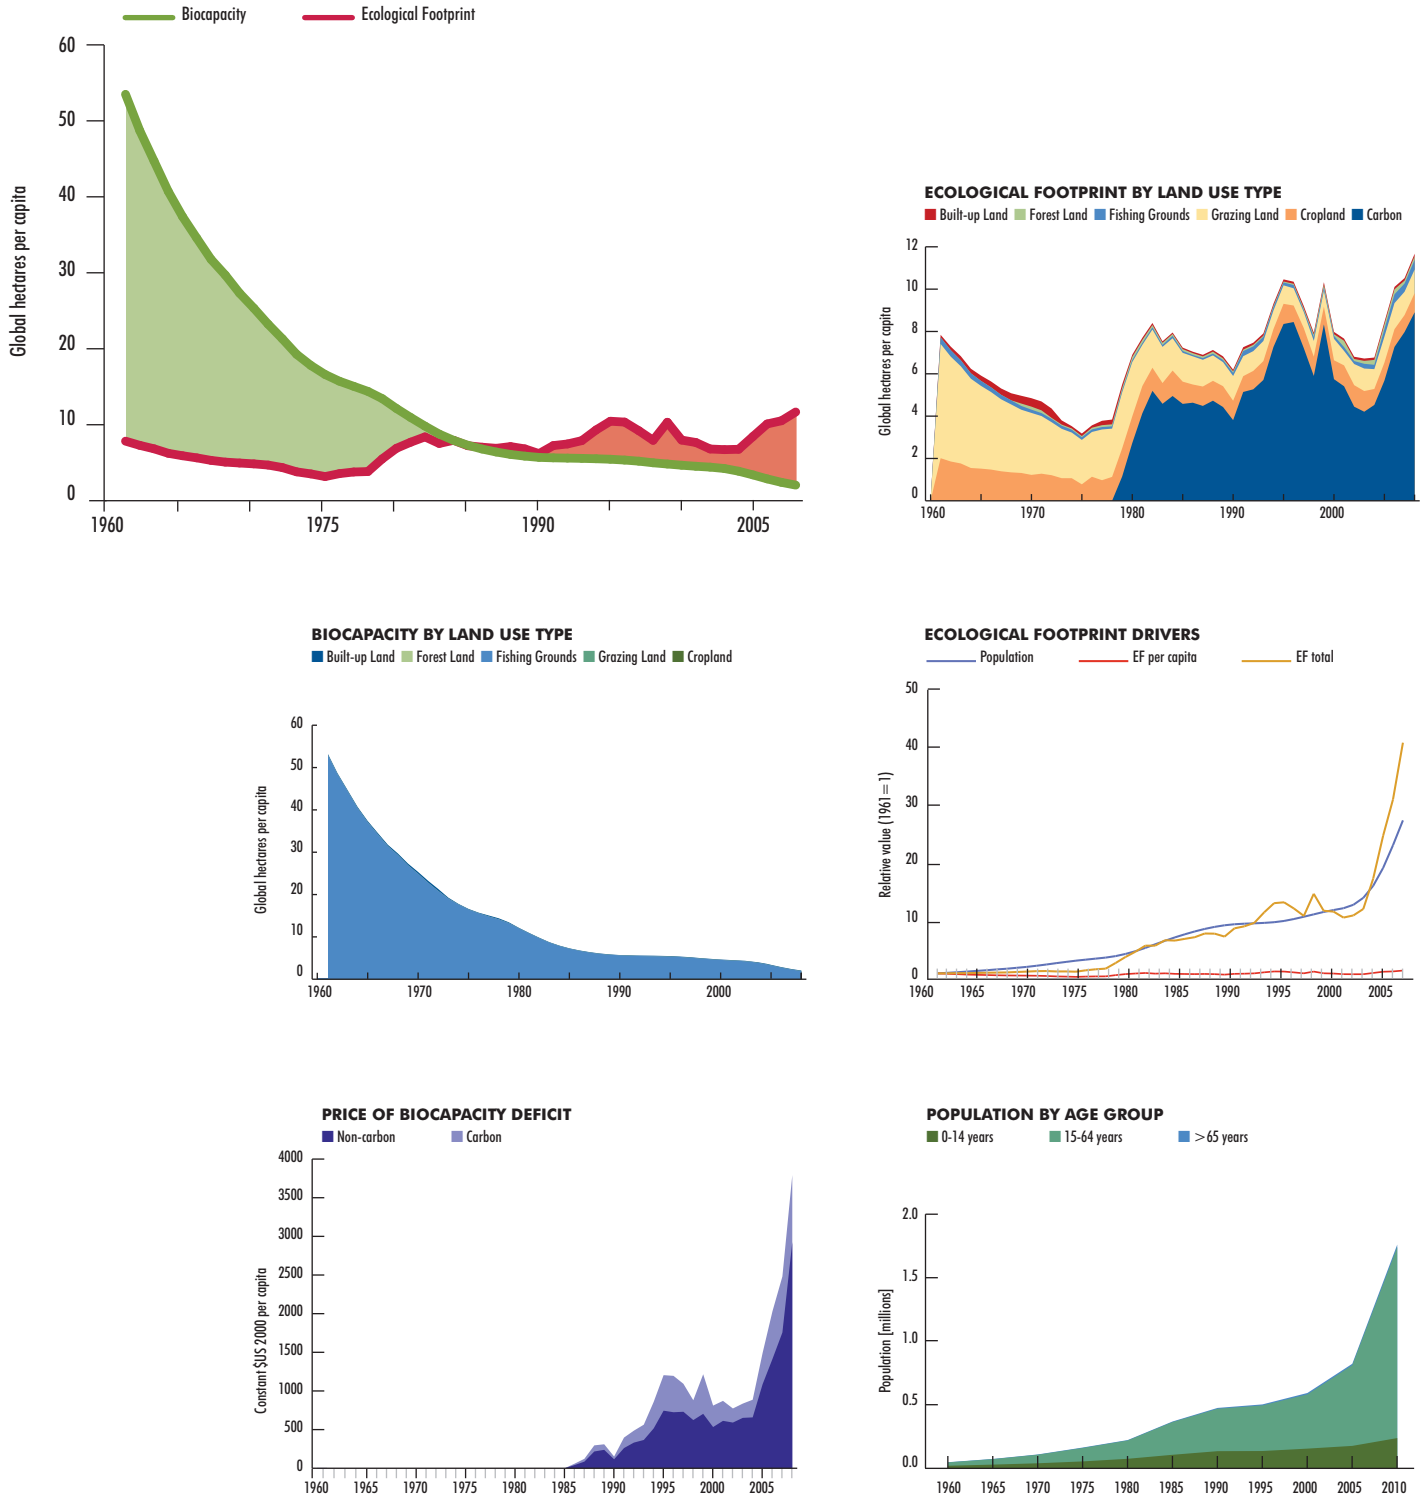 Biocapacity Ecological Footprint
60
50
40
30
20
10
0
Global hectares per capita
1960 1975 1990 2005
ECOLOGICAL FOOTPRINT BY LAND USE TYPE
Built-up Land Forest Land Fishing Grounds Grazing Land Cropland Carbon
12
10
8
6
4
2
0
Global hectares per capita
1960 1970 1980 1990 2000
BIOCAPACITY BY LAND USE TYPE
Built-up Land Forest Land Fishing Grounds Grazing Land Cropland
60
50
40
30
20
10
0
Global hectares per capita
1960 1970 1980 1990 2000
ECOLOGICAL FOOTPRINT DRIVERS
Population EF per capita EF total
50
40
30
20
10
0
Relative value (1961=1)
1960 1965 1970 1975 1980 1985 1990 1995 2000 2005
PRICE OF BIOCAPACITY DEFICIT
Non-carbon Carbon
4000
3500
3000
2500
2000
1500
1000
500
0
Constant $US 2000 per capita
1960 1965 1970 1975 1980 1985 1990 1995 2000 2005
POPULATION BY AGE GROUP
0-14 years 15-64 years >65 years
2.0
1.5
1.0
0.5
0.0
Population [millions]
1960 1965 1970 1975 1980 1985 1990 1995 2000 2005 2010